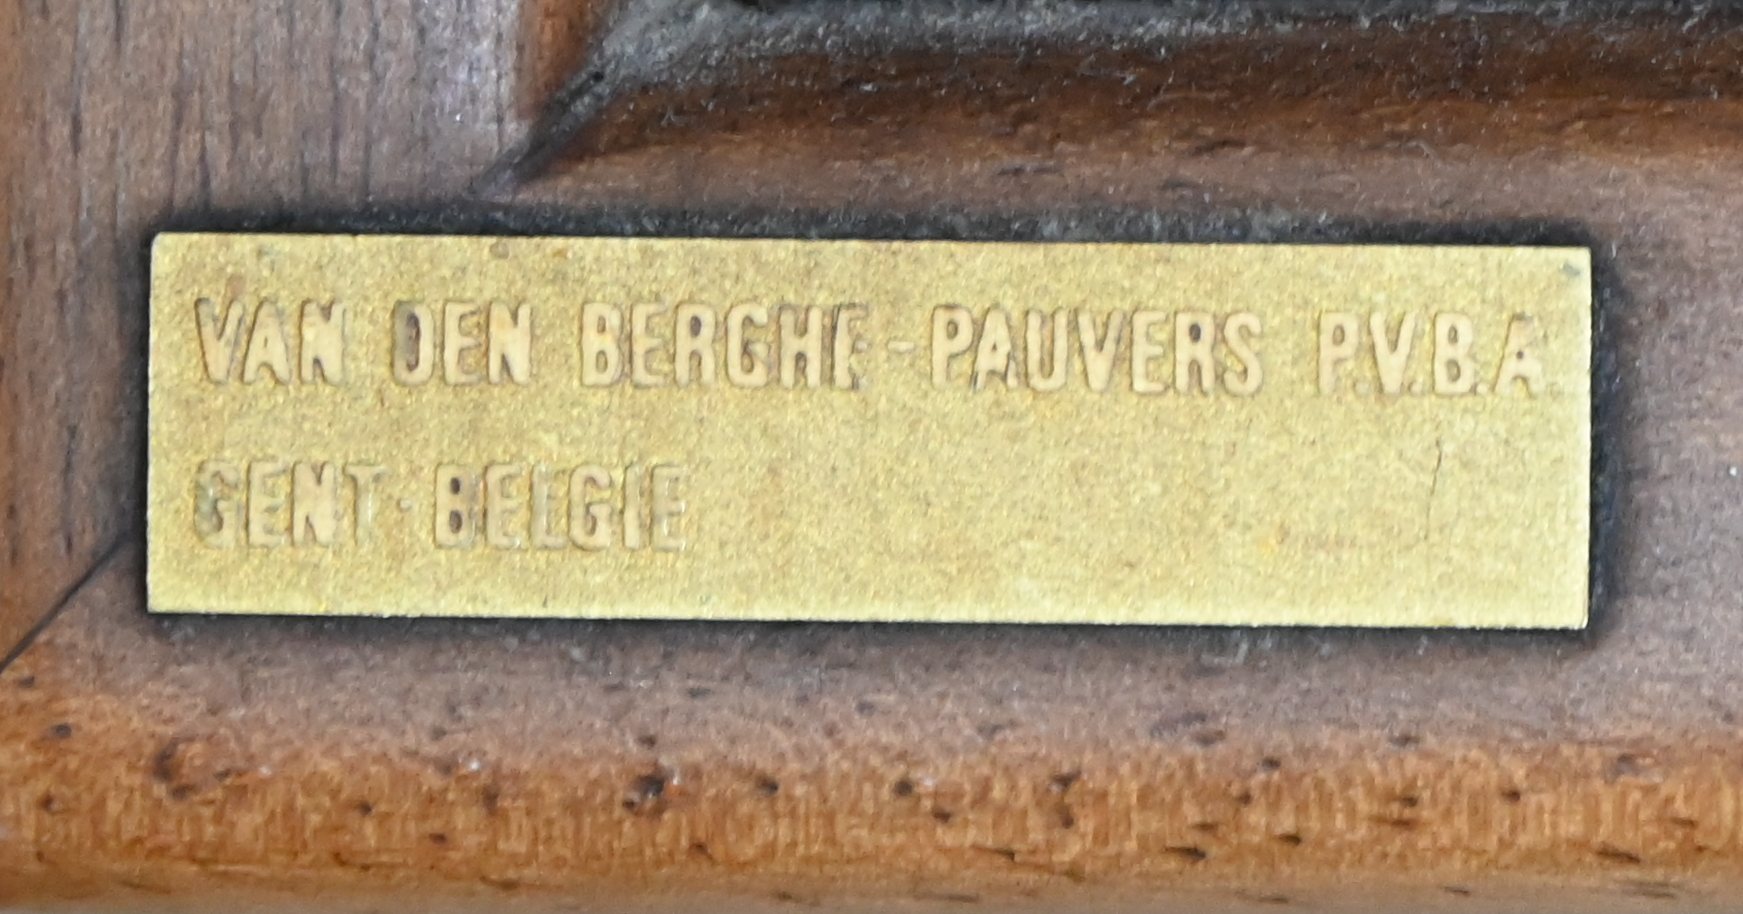 VAN DEN BERGHE-PAUVERS P.V.B.A.
GENT·BELGIE